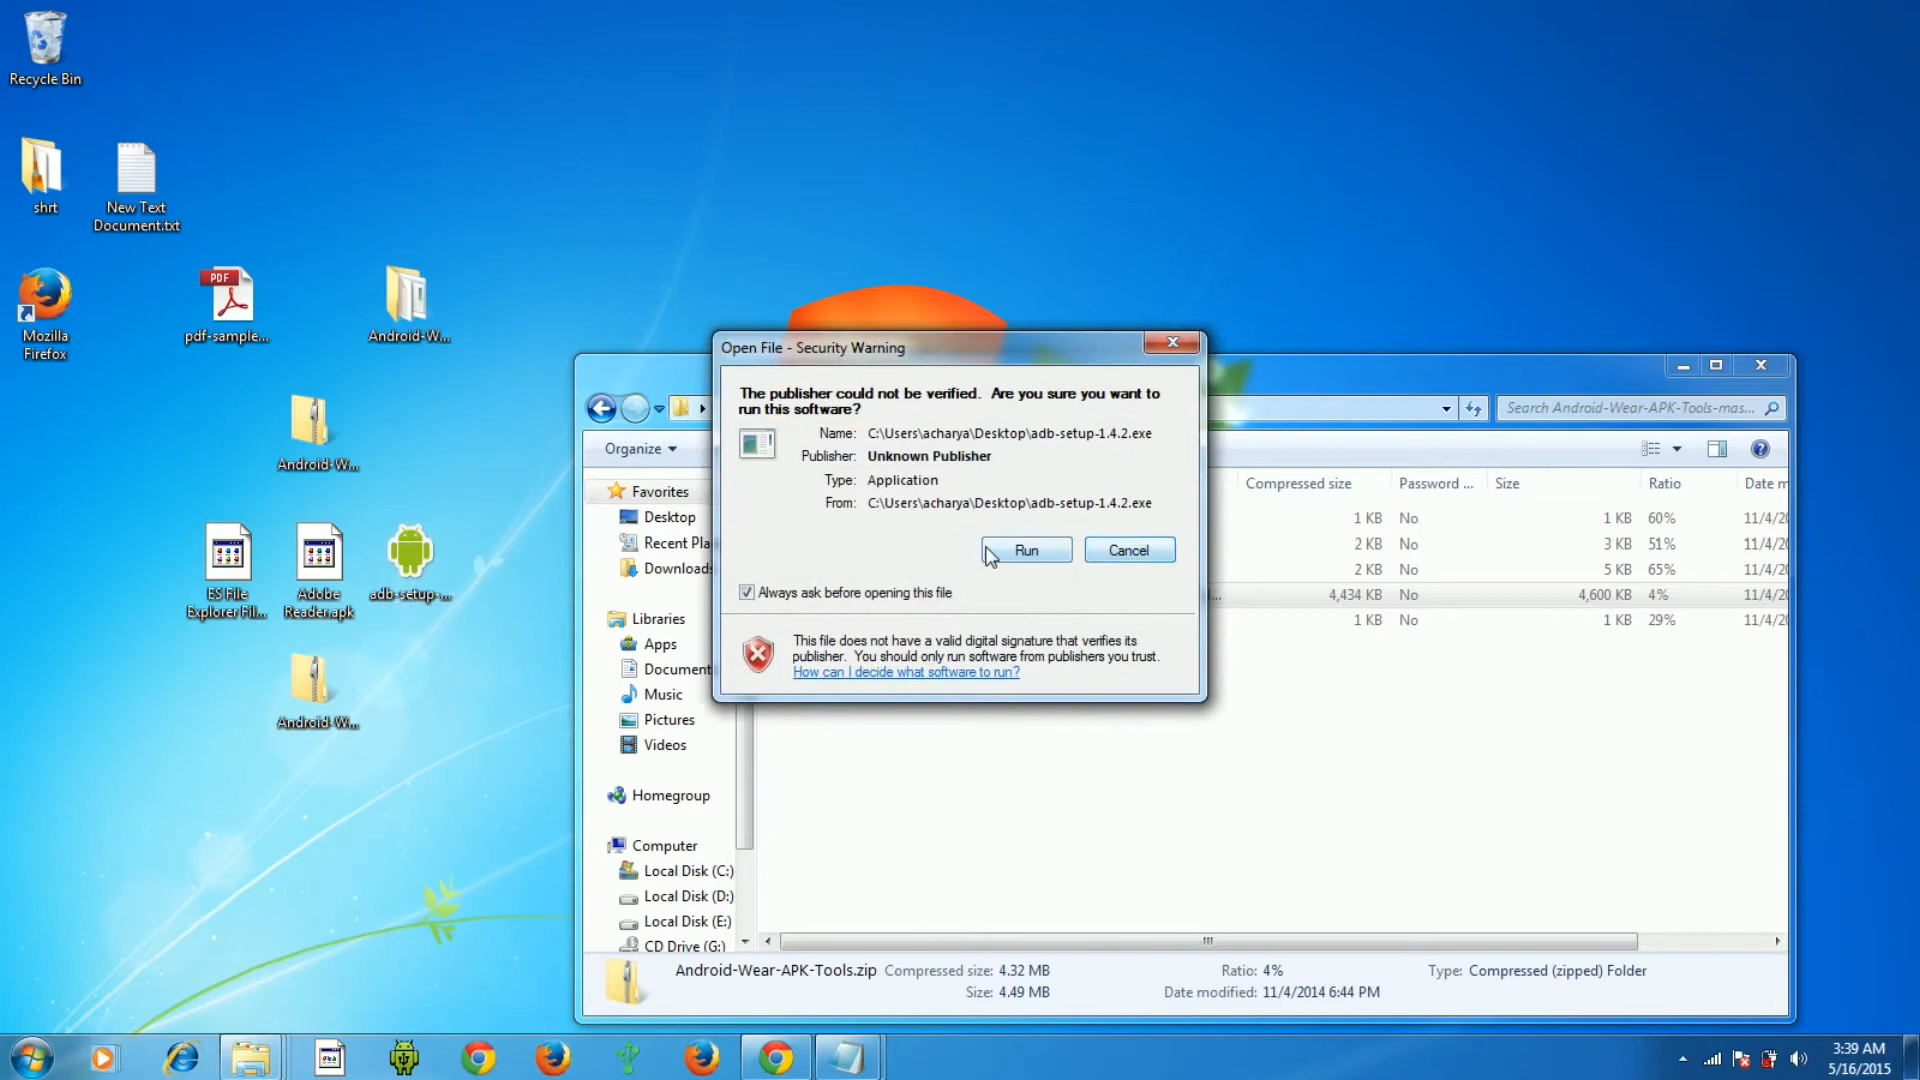 Recycle Bin
shrt
New Text
Document.txt
Mozilla
Firefox
PDF
pdf-sample...
Android-W...
Android-W...
ES File
Explorer Fil...
Adobe
Reader.apk
adb-setup-...
Android-W...
Open File - Security Warning
The publisher could not be verified.  Are you sure you want to
run this software?
Name: C:\Users\acharya\Desktop\adb-setup-1.4.2.exe
Publisher: Unknown Publisher
Type: Application
From: C:\Users\acharya\Desktop\adb-setup-1.4.2.exe
Run
Cancel
Always ask before opening this file
This file does not have a valid digital signature that verifies its
publisher.  You should only run software from publishers you trust.
How can I decide what software to run?
Search Android-Wear-APK-Tools-mas...
Organize
Favorites
Desktop
Recent Pla
Downloads
Libraries
Apps
Document
Music
Pictures
Videos
Homegroup
Computer
Local Disk (C:)
Local Disk (D:)
Local Disk (E:)
CD Drive (G:)
Compressed size Password ... Size Ratio Date m
1 KB No 1 KB 60% 11/4/20
2 KB No 3 KB 51% 11/4/20
2 KB No 5 KB 65% 11/4/20
... 4,434 KB No 4,600 KB 4% 11/4/20
1 KB No 1 KB 29% 11/4/20
Android-Wear-APK-Tools.zip Compressed size: 4.32 MB Ratio: 4% Type: Compressed (zipped) Folder
Size: 4.49 MB Date modified: 11/4/2014 6:44 PM
3:39 AM
5/16/2015